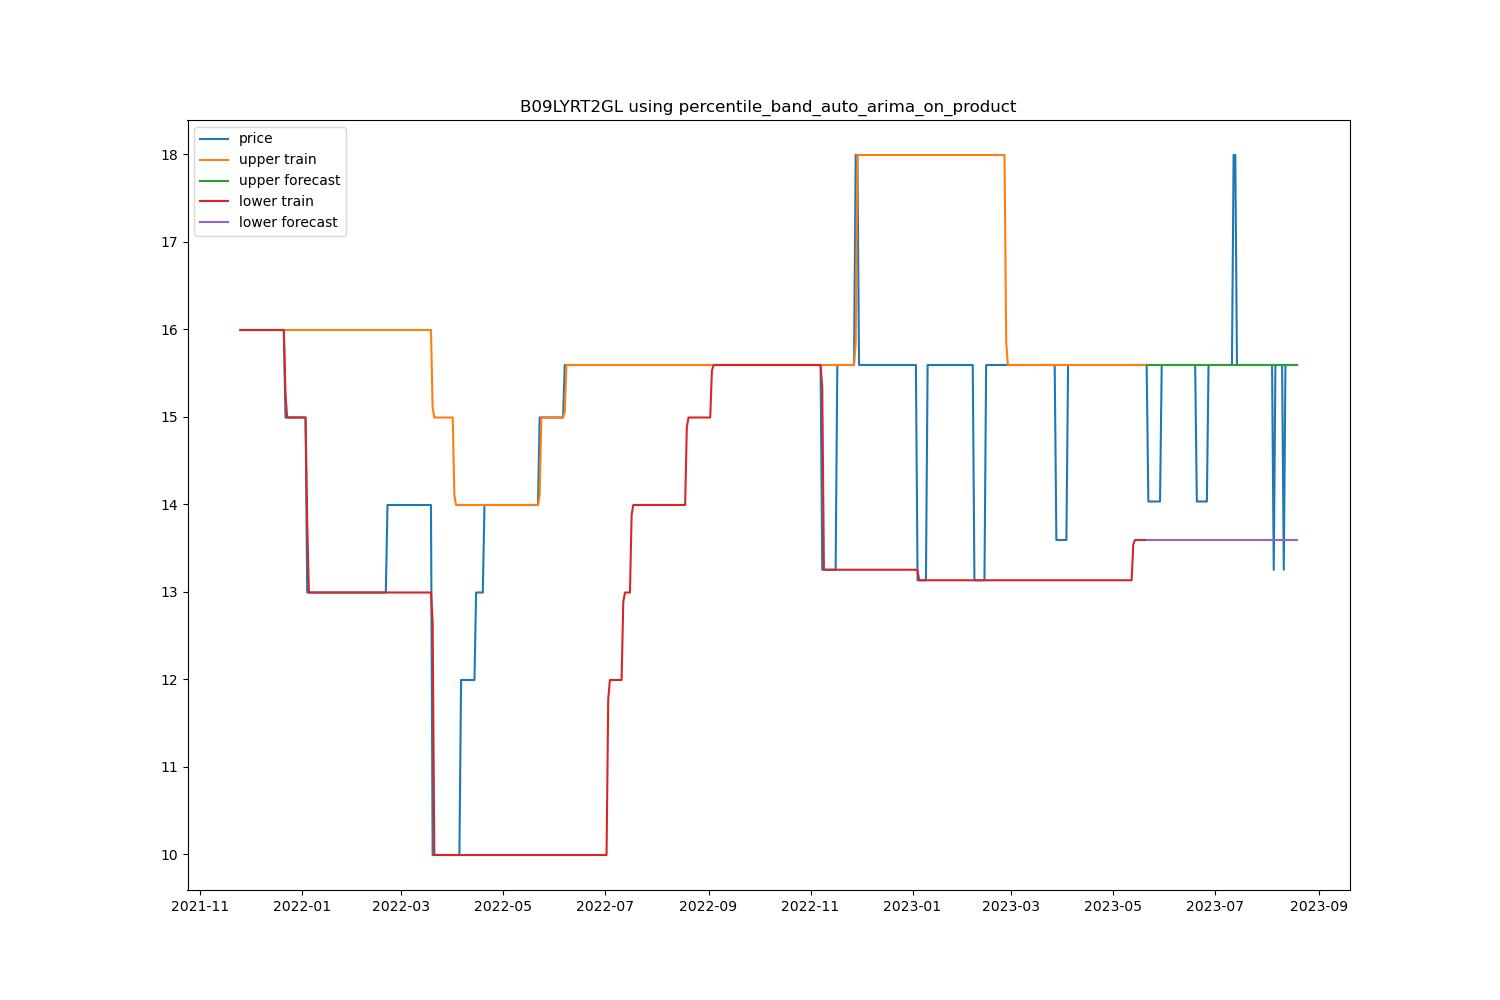 B09LYRT2GL using percentile_band_auto_arima_on_product
price
upper train
upper forecast
lower train
lower forecast
18
17
16
15
14
13
12
11
10
2021-11 2022-01 2022-03 2022-05 2022-07 2022-09 2022-11 2023-01 2023-03 2023-05 2023-07 2023-09